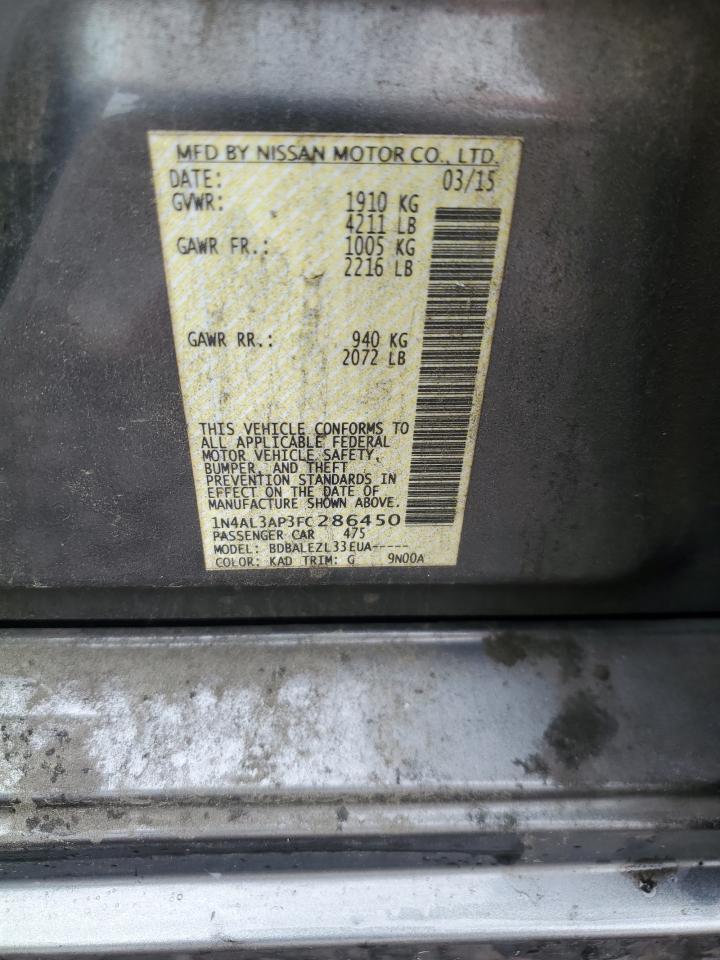 MFD BY NISSAN MOTOR CO., LTD.
DATE: 03/15
GVWR: 1910 KG
4211 LB
GAWR FR.: 1005 KG
2216 LB
GAWR RR.: 940 KG
2072 LB
THIS VEHICLE CONFORMS TO
ALL APPLICABLE FEDERAL
MOTOR VEHICLE SAFETY,
BUMPER, AND THEFT
PREVENTION STANDARDS IN
EFFECT ON THE DATE OF
MANUFACTURE SHOWN ABOVE.
1N4AL3AP3FC286450
PASSENGER CAR 475
MODEL: BDBALEZL33EUA-----
COLOR: KAD TRIM: G 9N00A